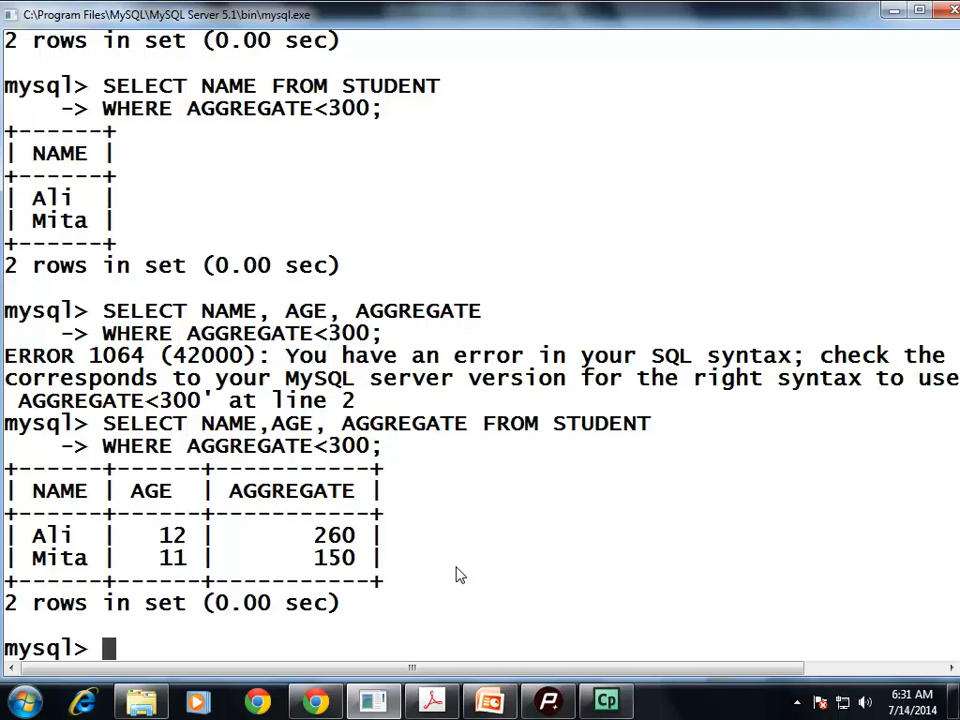 C:\Program Files\MySQL\MySQL Server 5.1\bin\mysql.exe
2 rows in set (0.00 sec)
mysql> SELECT NAME FROM STUDENT
    -> WHERE AGGREGATE<300;
+------+
| NAME |
+------+
| Ali  |
| Mita |
+------+
2 rows in set (0.00 sec)
mysql> SELECT NAME, AGE, AGGREGATE
    -> WHERE AGGREGATE<300;
ERROR 1064 (42000): You have an error in your SQL syntax; check the
corresponds to your MySQL server version for the right syntax to use
 AGGREGATE<300' at line 2
mysql> SELECT NAME,AGE, AGGREGATE FROM STUDENT
    -> WHERE AGGREGATE<300;
+------+------+-----------+
| NAME | AGE  | AGGREGATE |
+------+------+-----------+
| Ali  |   12 |       260 |
| Mita |   11 |       150 |
+------+------+-----------+
2 rows in set (0.00 sec)
mysql>
P
Cp
6:31 AM
7/14/2014